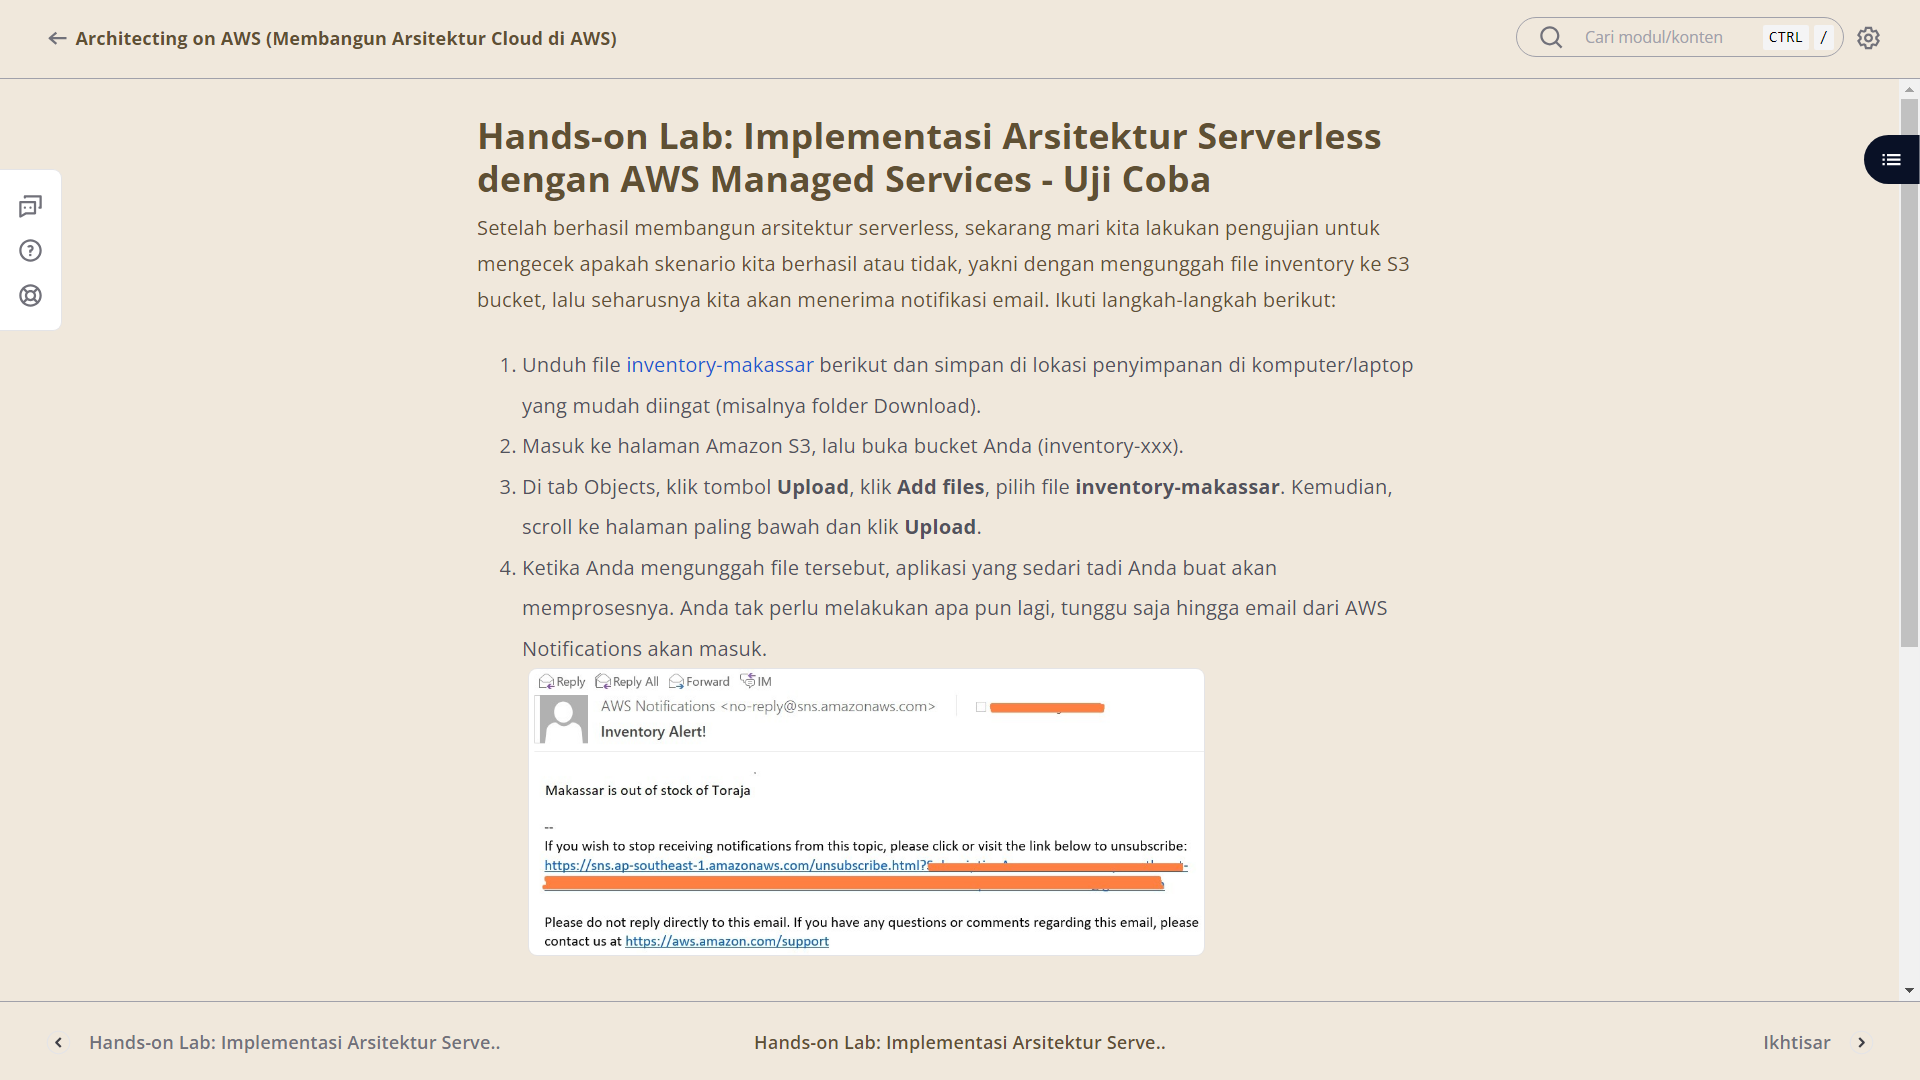 Architecting on AWS (Membangun Arsitektur Cloud di AWS)
Cari modul/konten CTRL /
Hands-on Lab: Implementasi Arsitektur Serverless
dengan AWS Managed Services - Uji Coba
Setelah berhasil membangun arsitektur serverless, sekarang mari kita lakukan pengujian untuk
mengecek apakah skenario kita berhasil atau tidak, yakni dengan mengunggah file inventory ke S3
bucket, lalu seharusnya kita akan menerima notifikasi email. Ikuti langkah-langkah berikut:
1. Unduh file inventory-makassar berikut dan simpan di lokasi penyimpanan di komputer/laptop
yang mudah diingat (misalnya folder Download).
2. Masuk ke halaman Amazon S3, lalu buka bucket Anda (inventory-xxx).
3. Di tab Objects, klik tombol Upload, klik Add files, pilih file inventory-makassar. Kemudian,
scroll ke halaman paling bawah dan klik Upload.
4. Ketika Anda mengunggah file tersebut, aplikasi yang sedari tadi Anda buat akan
memprosesnya. Anda tak perlu melakukan apa pun lagi, tunggu saja hingga email dari AWS
Notifications akan masuk.
Reply Reply All Forward IM
AWS Notifications <no-reply@sns.amazonaws.com>
Inventory Alert!
Makassar is out of stock of Toraja
--
If you wish to stop receiving notifications from this topic, please click or visit the link below to unsubscribe:
https://sns.ap-southeast-1.amazonaws.com/unsubscribe.html?
Please do not reply directly to this email. If you have any questions or comments regarding this email, please
contact us at https://aws.amazon.com/support
Hands-on Lab: Implementasi Arsitektur Serve..
Hands-on Lab: Implementasi Arsitektur Serve..
Ikhtisar